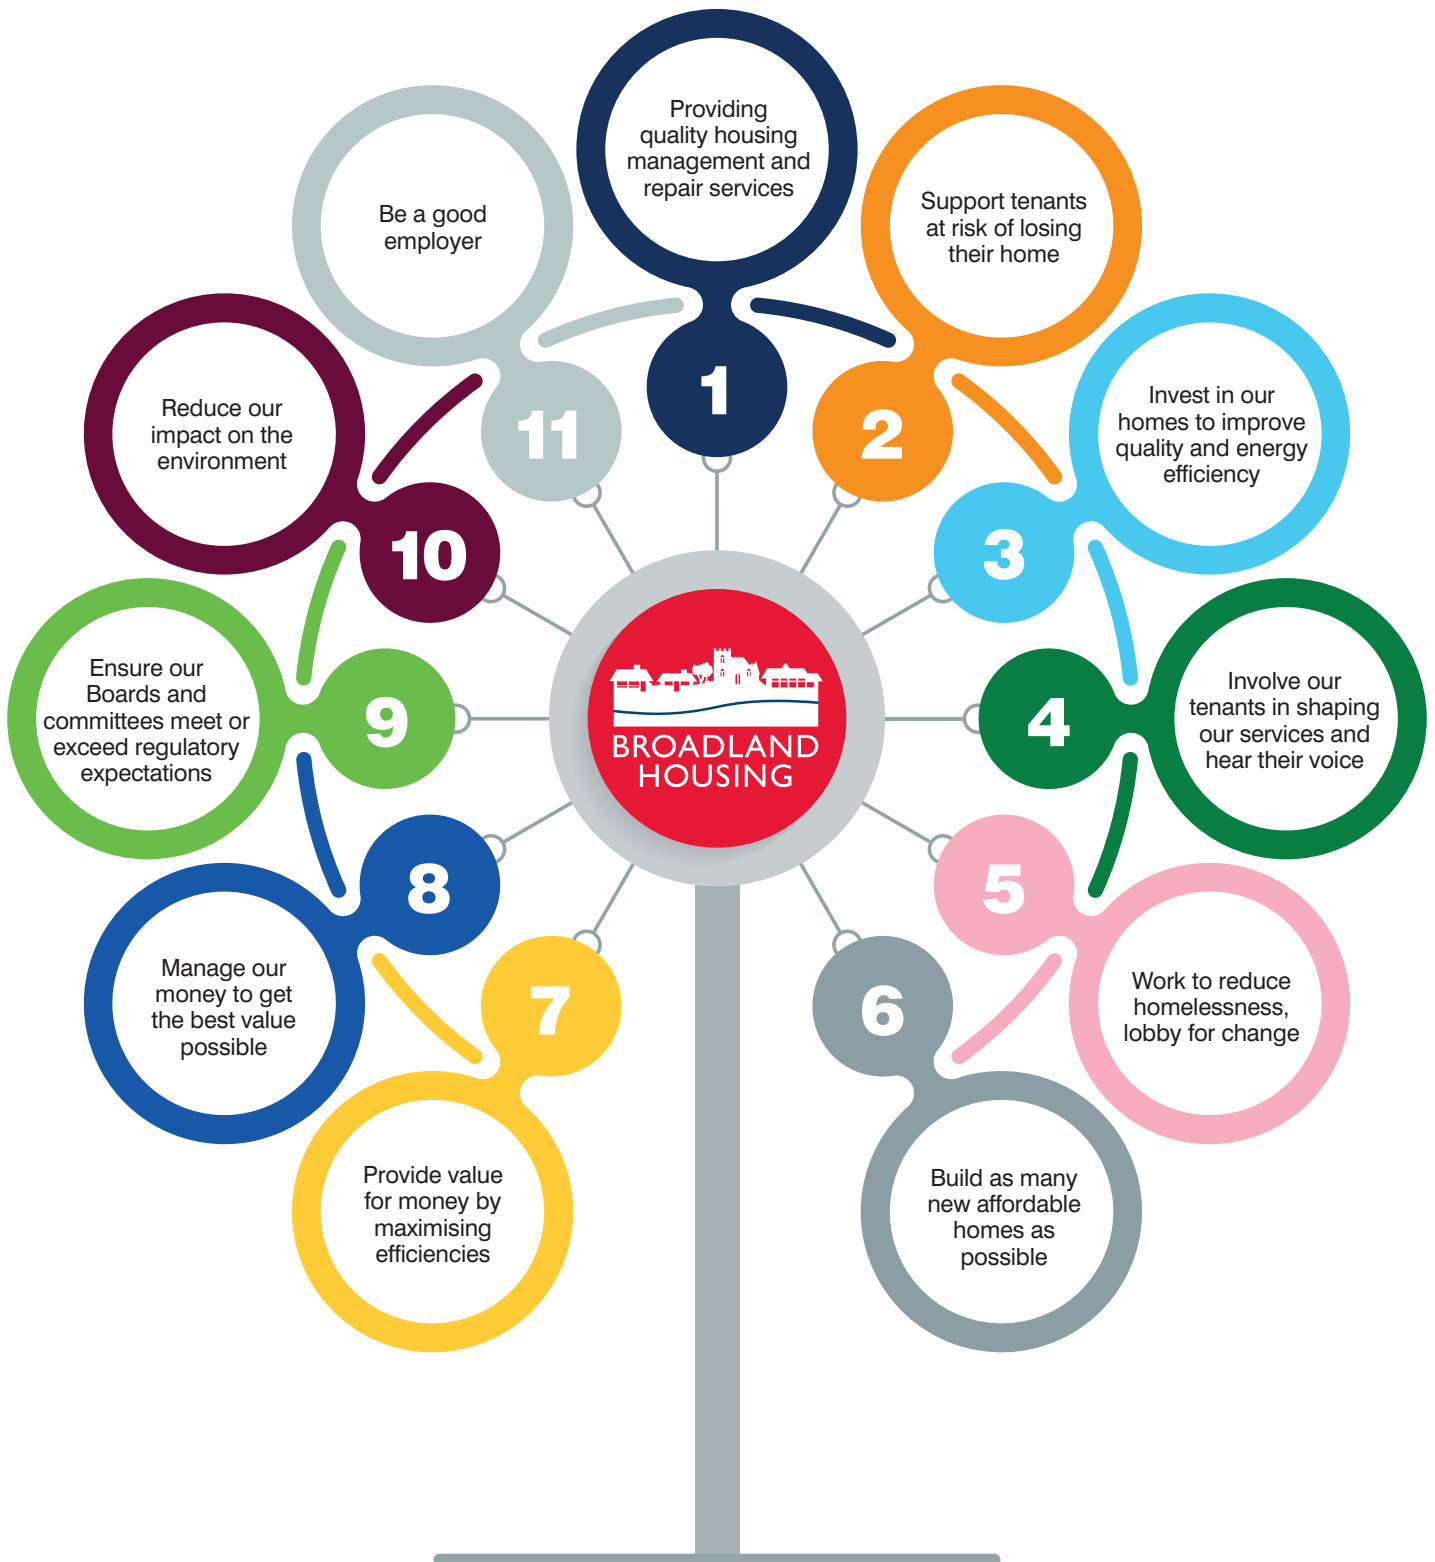 Providing
quality housing
management and
repair services
1
Support tenants
at risk of losing
their home
2
Invest in our
homes to improve
quality and energy
efficiency
3
Involve our
tenants in shaping
our services and
hear their voice
4
Work to reduce
homelessness,
lobby for change
5
Build as many
new affordable
homes as
possible
6
Provide value
for money by
maximising
efficiencies
7
Manage our
money to get
the best value
possible
8
Ensure our
Boards and
committees meet or
exceed regulatory
expectations
9
Reduce our
impact on the
environment
10
Be a good
employer
11
BROADLAND
HOUSING